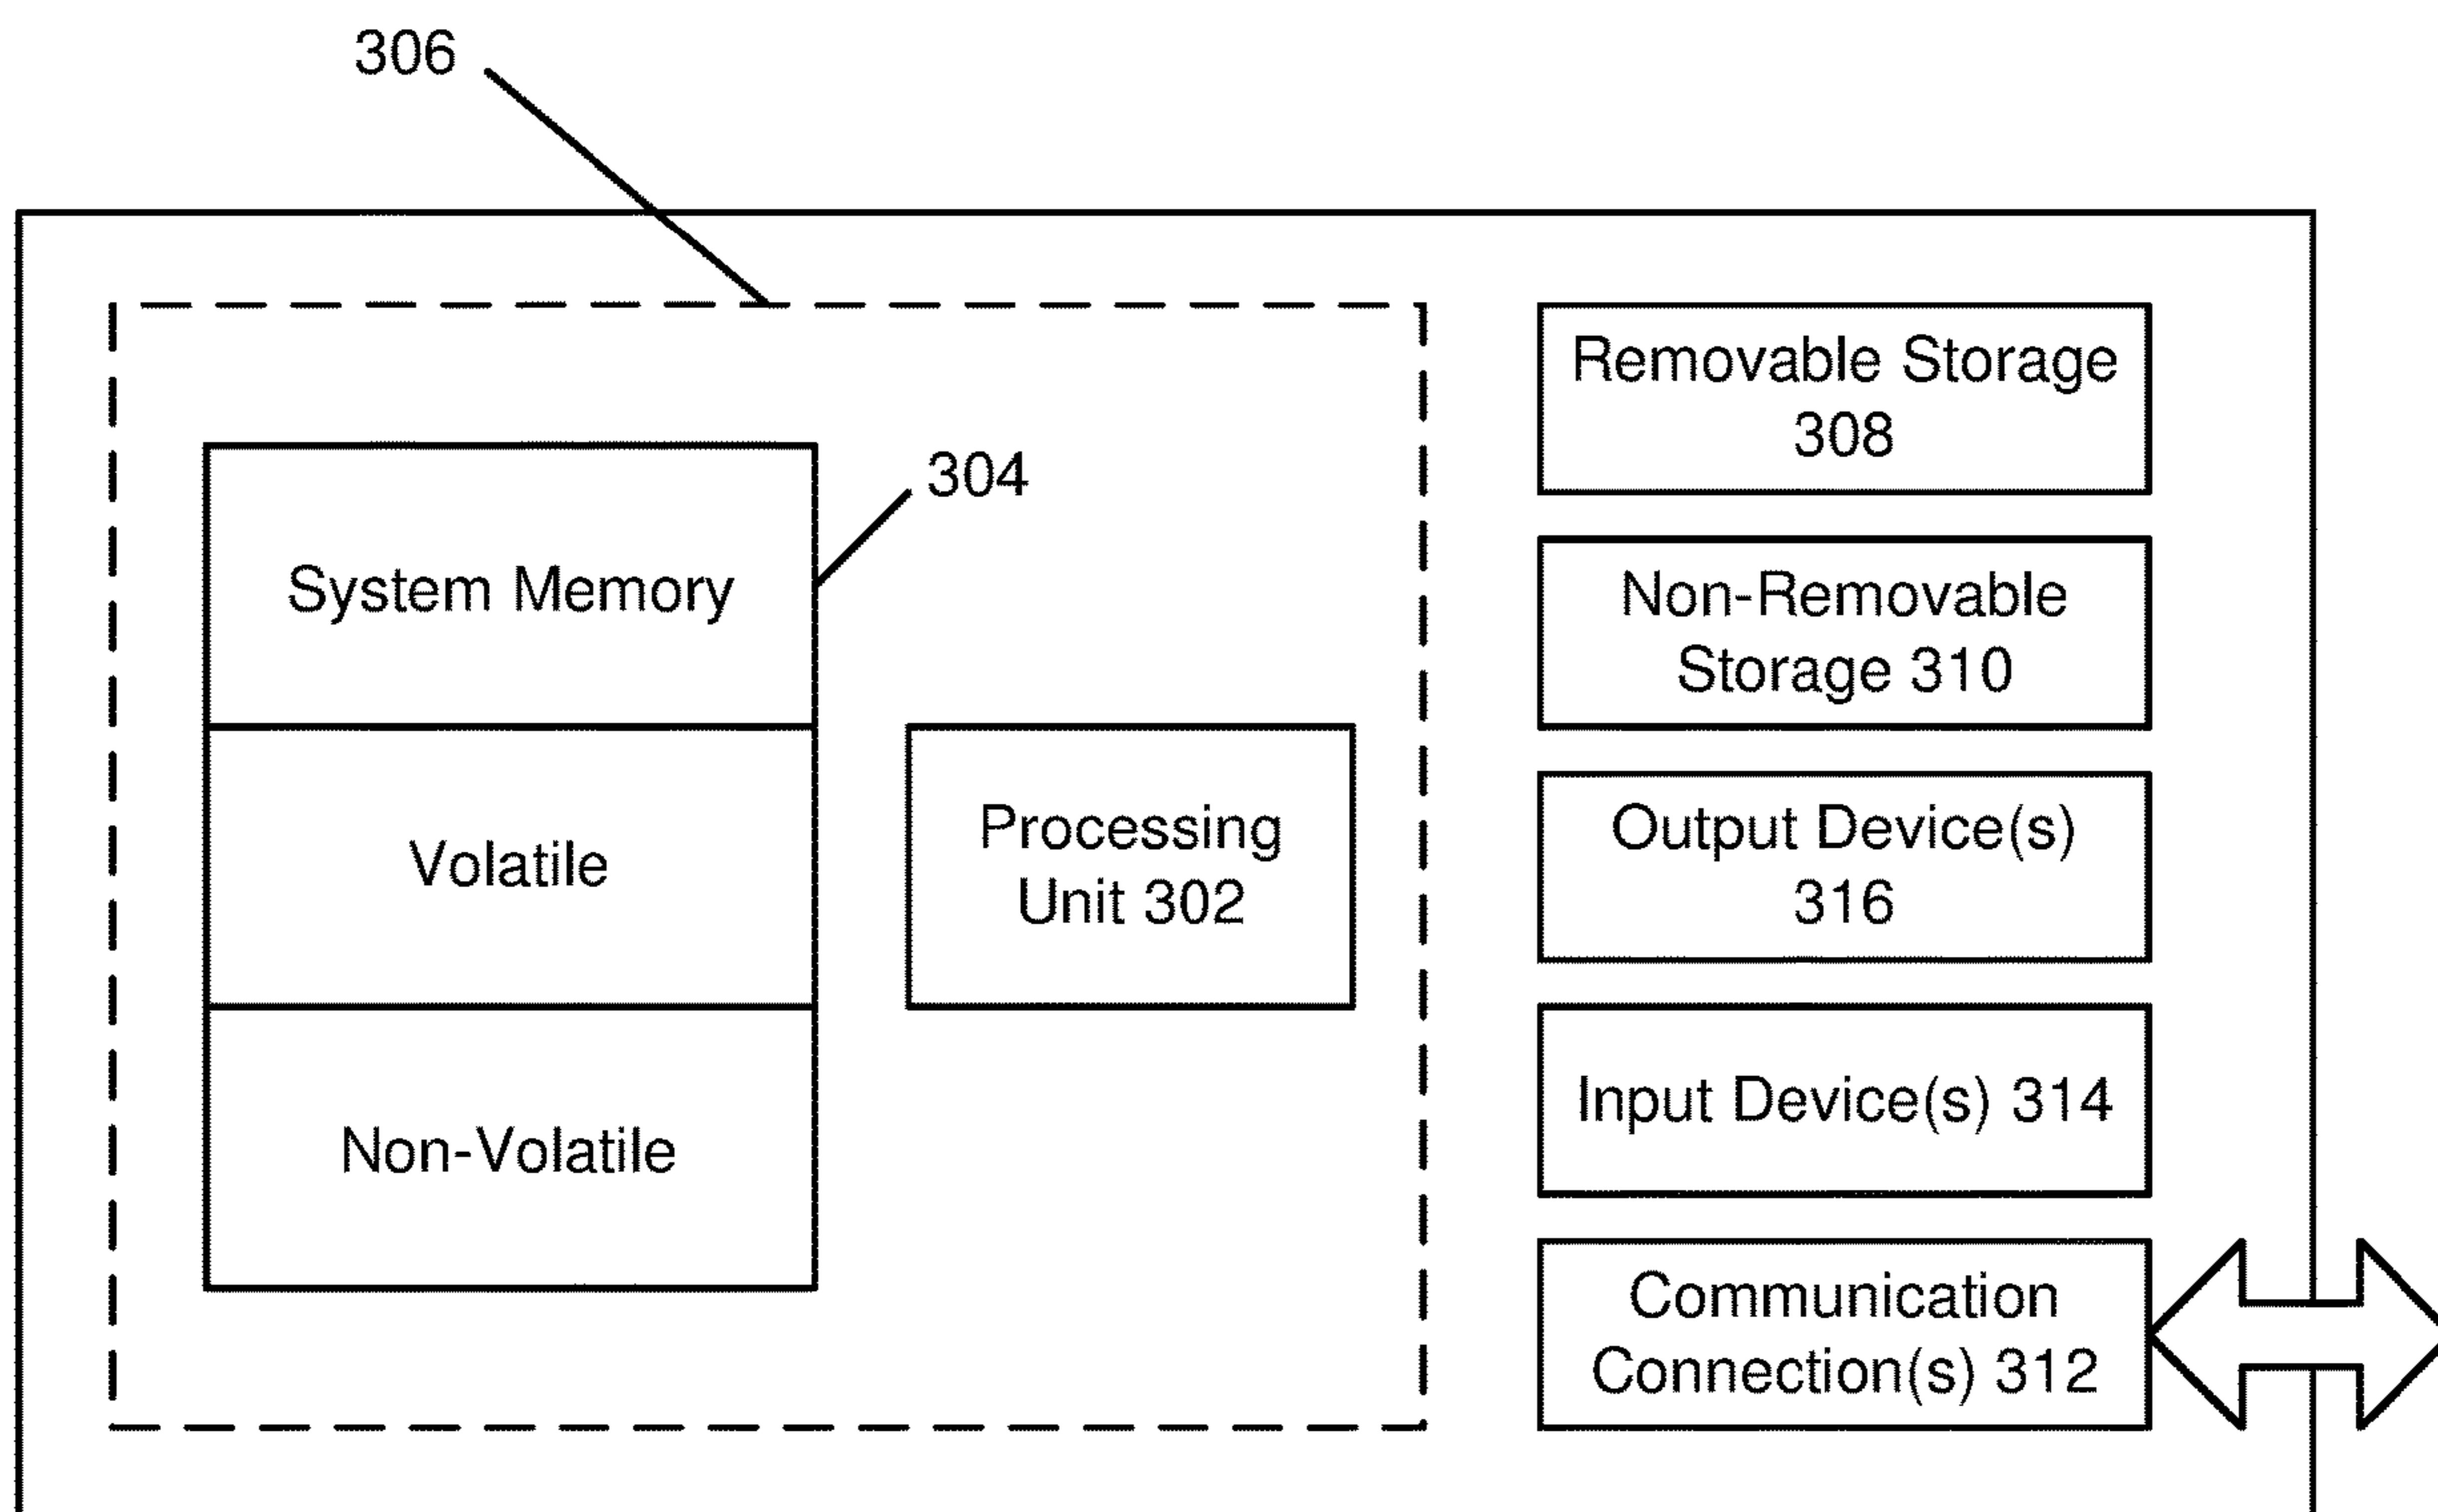 306
304
System Memory
Volatile
Non-Volatile
Processing
Unit 302
Removable Storage
308
Non-Removable
Storage 310
Output Device(s)
316
Input Device(s) 314
Communication
Connection(s) 312